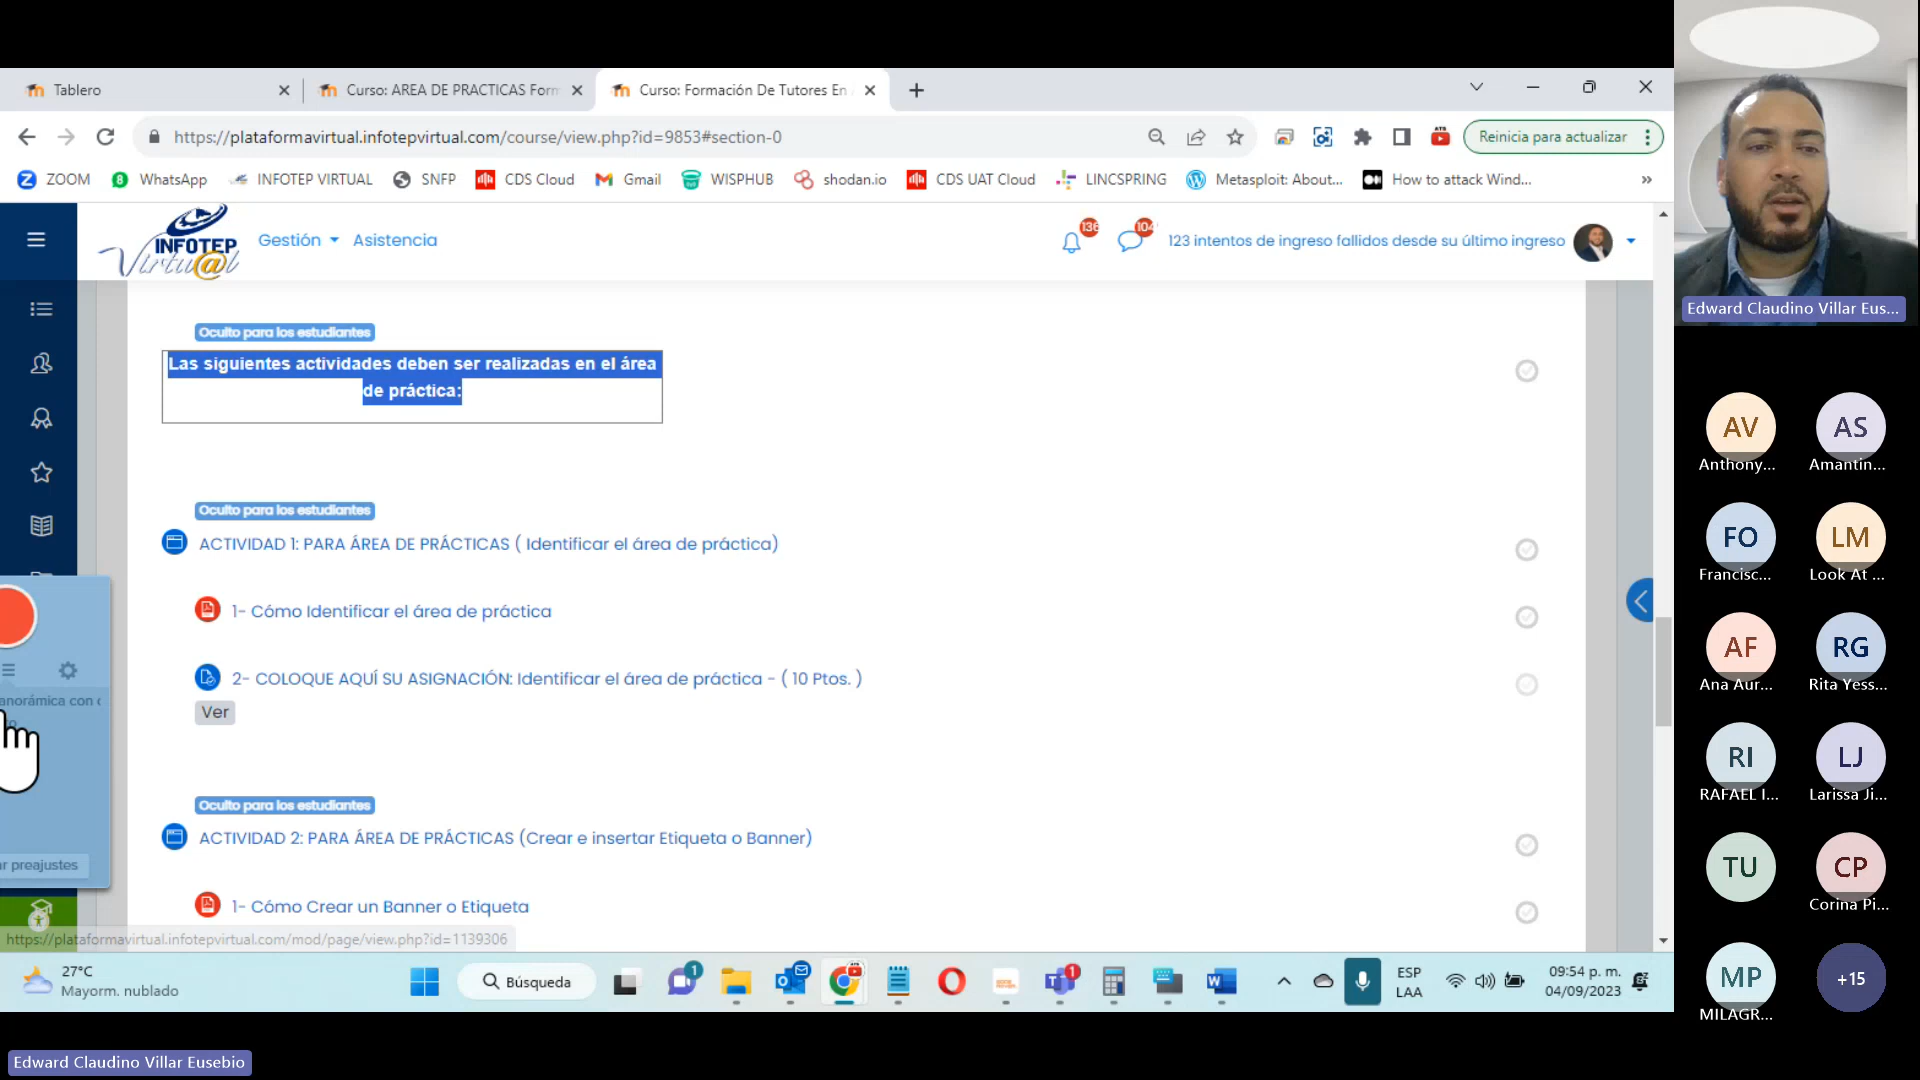 Tablero
Curso: AREA DE PRACTICAS Form
Curso: Formación De Tutores En
https://plataformavirtual.infotepvirtual.com/course/view.php?id=9853#section-0
Reinicia para actualizar
ZOOM
WhatsApp
INFOTEP VIRTUAL
SNFP
CDS Cloud
Gmail
WISPHUB
shodan.io
CDS UAT Cloud
LINCSPRING
Metasploit: About...
How to attack Wind...
»
INFOTEP
Virtu@l
Gestión
Asistencia
136
104
123 intentos de ingreso fallidos desde su último ingreso
Edward Claudino Villar Eus...
Oculto para los estudiantes
Las siguientes actividades deben ser realizadas en el área
de práctica:
Oculto para los estudiantes
ACTIVIDAD 1: PARA ÁREA DE PRÁCTICAS ( Identificar el área de práctica)
1- Cómo Identificar el área de práctica
2- COLOQUE AQUÍ SU ASIGNACIÓN: Identificar el área de práctica - ( 10 Ptos. )
Ver
Oculto para los estudiantes
ACTIVIDAD 2: PARA ÁREA DE PRÁCTICAS (Crear e insertar Etiqueta o Banner)
1- Cómo Crear un Banner o Etiqueta
anorámica con c
ar preajustes
https://plataformavirtual.infotepvirtual.com/mod/page/view.php?id=1139306
AV
Anthony...
AS
Amantin...
FO
Francisc...
LM
Look At ...
AF
Ana Aur...
RG
Rita Yess...
RI
RAFAEL I...
LJ
Larissa Ji...
TU
CP
Corina Pi...
MP
MILAGR...
+15
27°C
Mayorm. nublado
Búsqueda
1
1
ESP
LAA
09:54 p. m.
04/09/2023
Edward Claudino Villar Eusebio